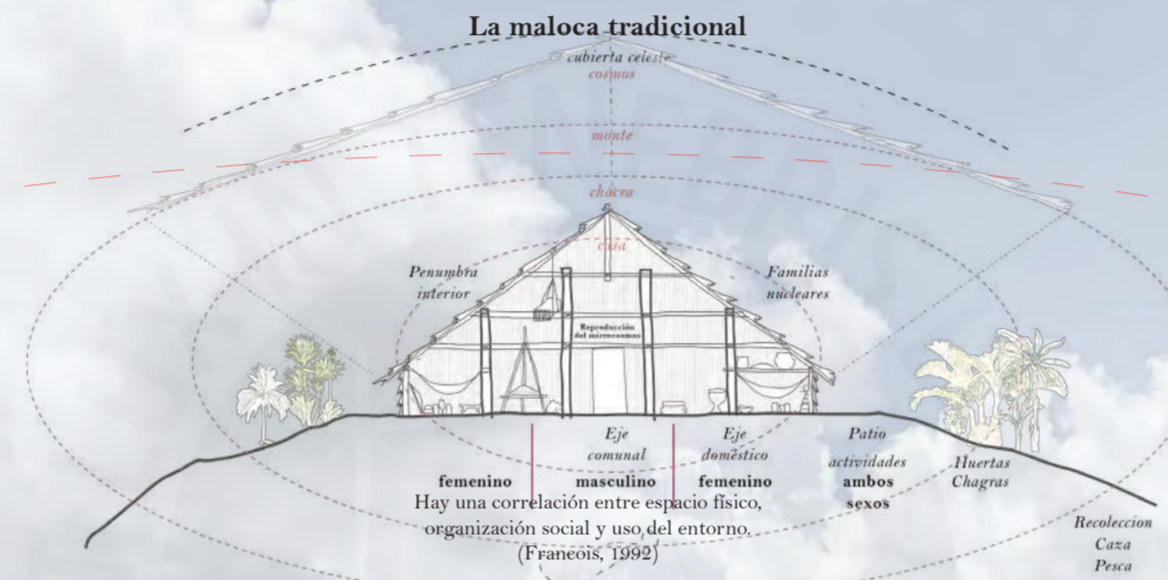 La maloca tradicional
cubierta celeste
cosmos
monte
chacra
casa
Penumbra
interior
Familias
nucleares
Reproducción
del microcosmos
Eje
comunal
Eje
doméstico
Patio
actividades
femenino
masculino
femenino
ambos
sexos
Huertas
Chagras
Hay una correlación entre espacio físico,
organización social y uso del entorno.
(Francois, 1992)
Recoleccion
Caza
Pesca